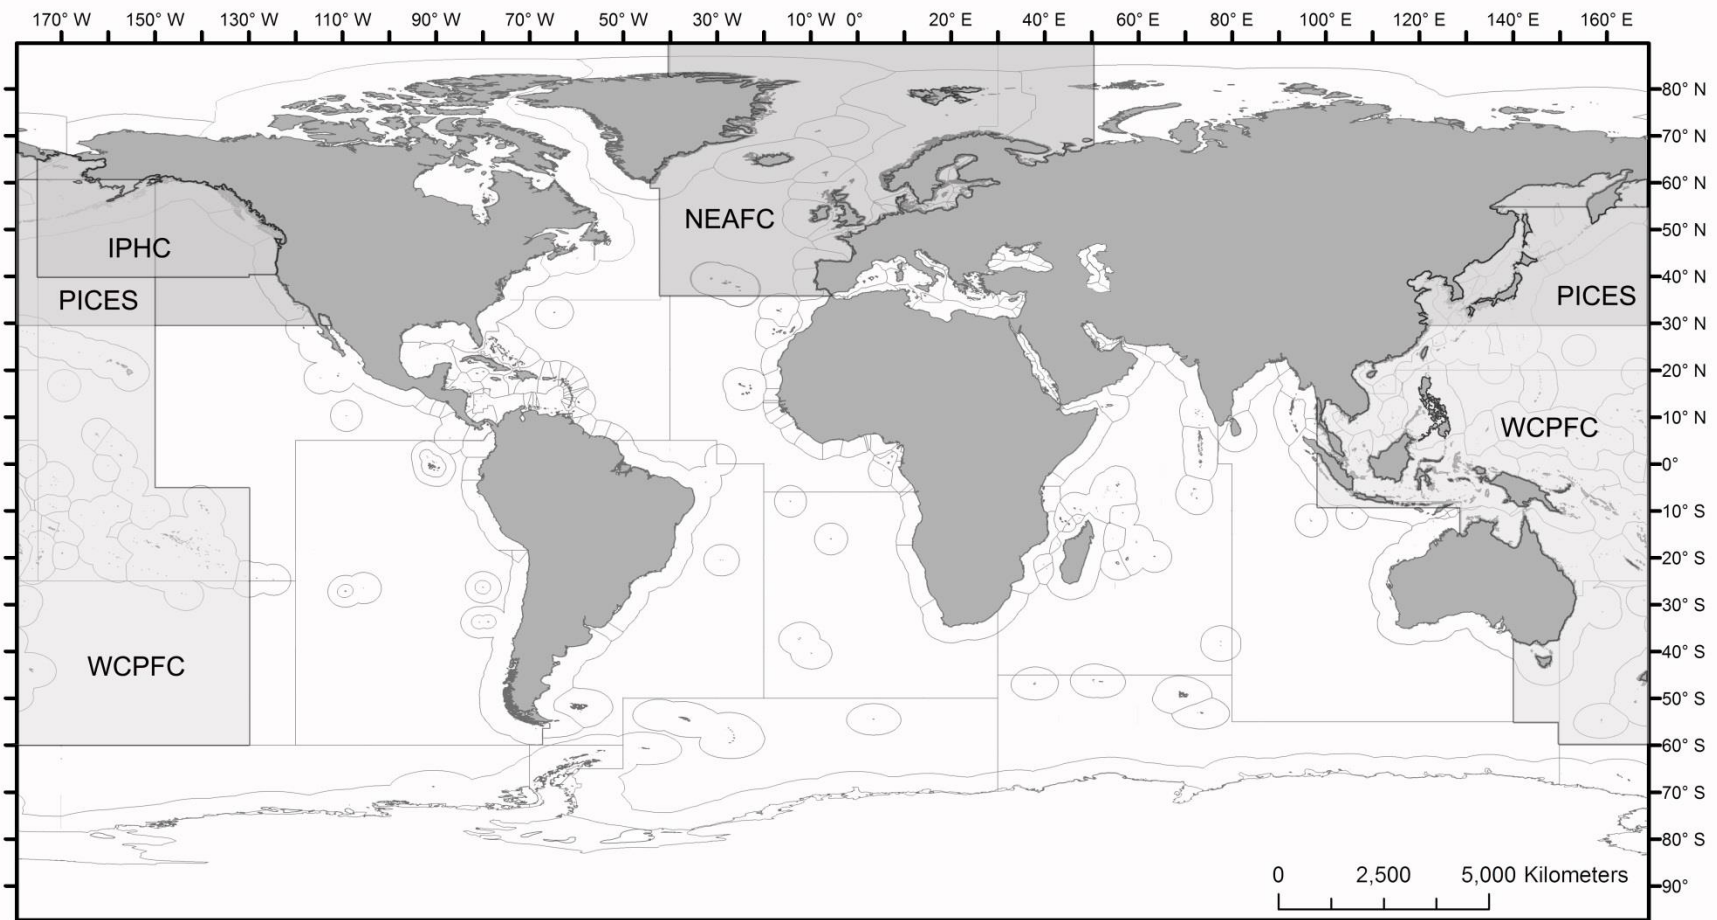 170° W 150° W 130° W 110° W 90° W 70° W 50° W 30° W 10° W 0° 20° E 40° E 60° E 80° E 100° E 120° E 140° E 160° E
80° N
70° N
60° N
NEAFC
50° N
IPHC
40° N
PICES
PICES
30° N
20° N
WCPFC
10° N
0°
10° S
20° S
30° S
WCPFC
40° S
50° S
60° S
70° S
80° S
0 2,500 5,000 Kilometers
90°